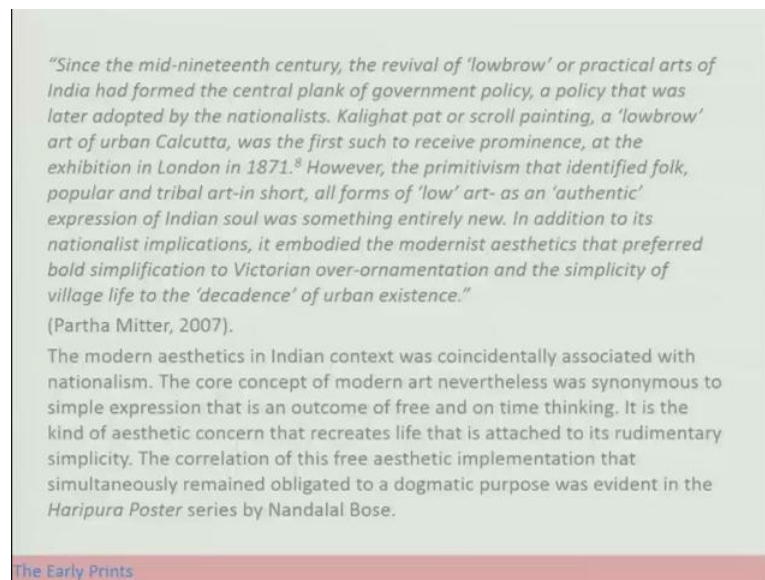 “Since the mid-nineteenth century, the revival of ‘lowbrow’ or practical arts of
India had formed the central plank of government policy, a policy that was
later adopted by the nationalists. Kalighat pat or scroll painting, a ‘lowbrow’
art of urban Calcutta, was the first such to receive prominence, at the
exhibition in London in 1871.⁸ However, the primitivism that identified folk,
popular and tribal art-in short, all forms of ‘low’ art- as an ‘authentic’
expression of Indian soul was something entirely new. In addition to its
nationalist implications, it embodied the modernist aesthetics that preferred
bold simplification to Victorian over-ornamentation and the simplicity of
village life to the ‘decadence’ of urban existence.”
(Partha Mitter, 2007).
The modern aesthetics in Indian context was coincidentally associated with
nationalism. The core concept of modern art nevertheless was synonymous to
simple expression that is an outcome of free and on time thinking. It is the
kind of aesthetic concern that recreates life that is attached to its rudimentary
simplicity. The correlation of this free aesthetic implementation that
simultaneously remained obligated to a dogmatic purpose was evident in the
Haripura Poster series by Nandalal Bose.
The Early Prints